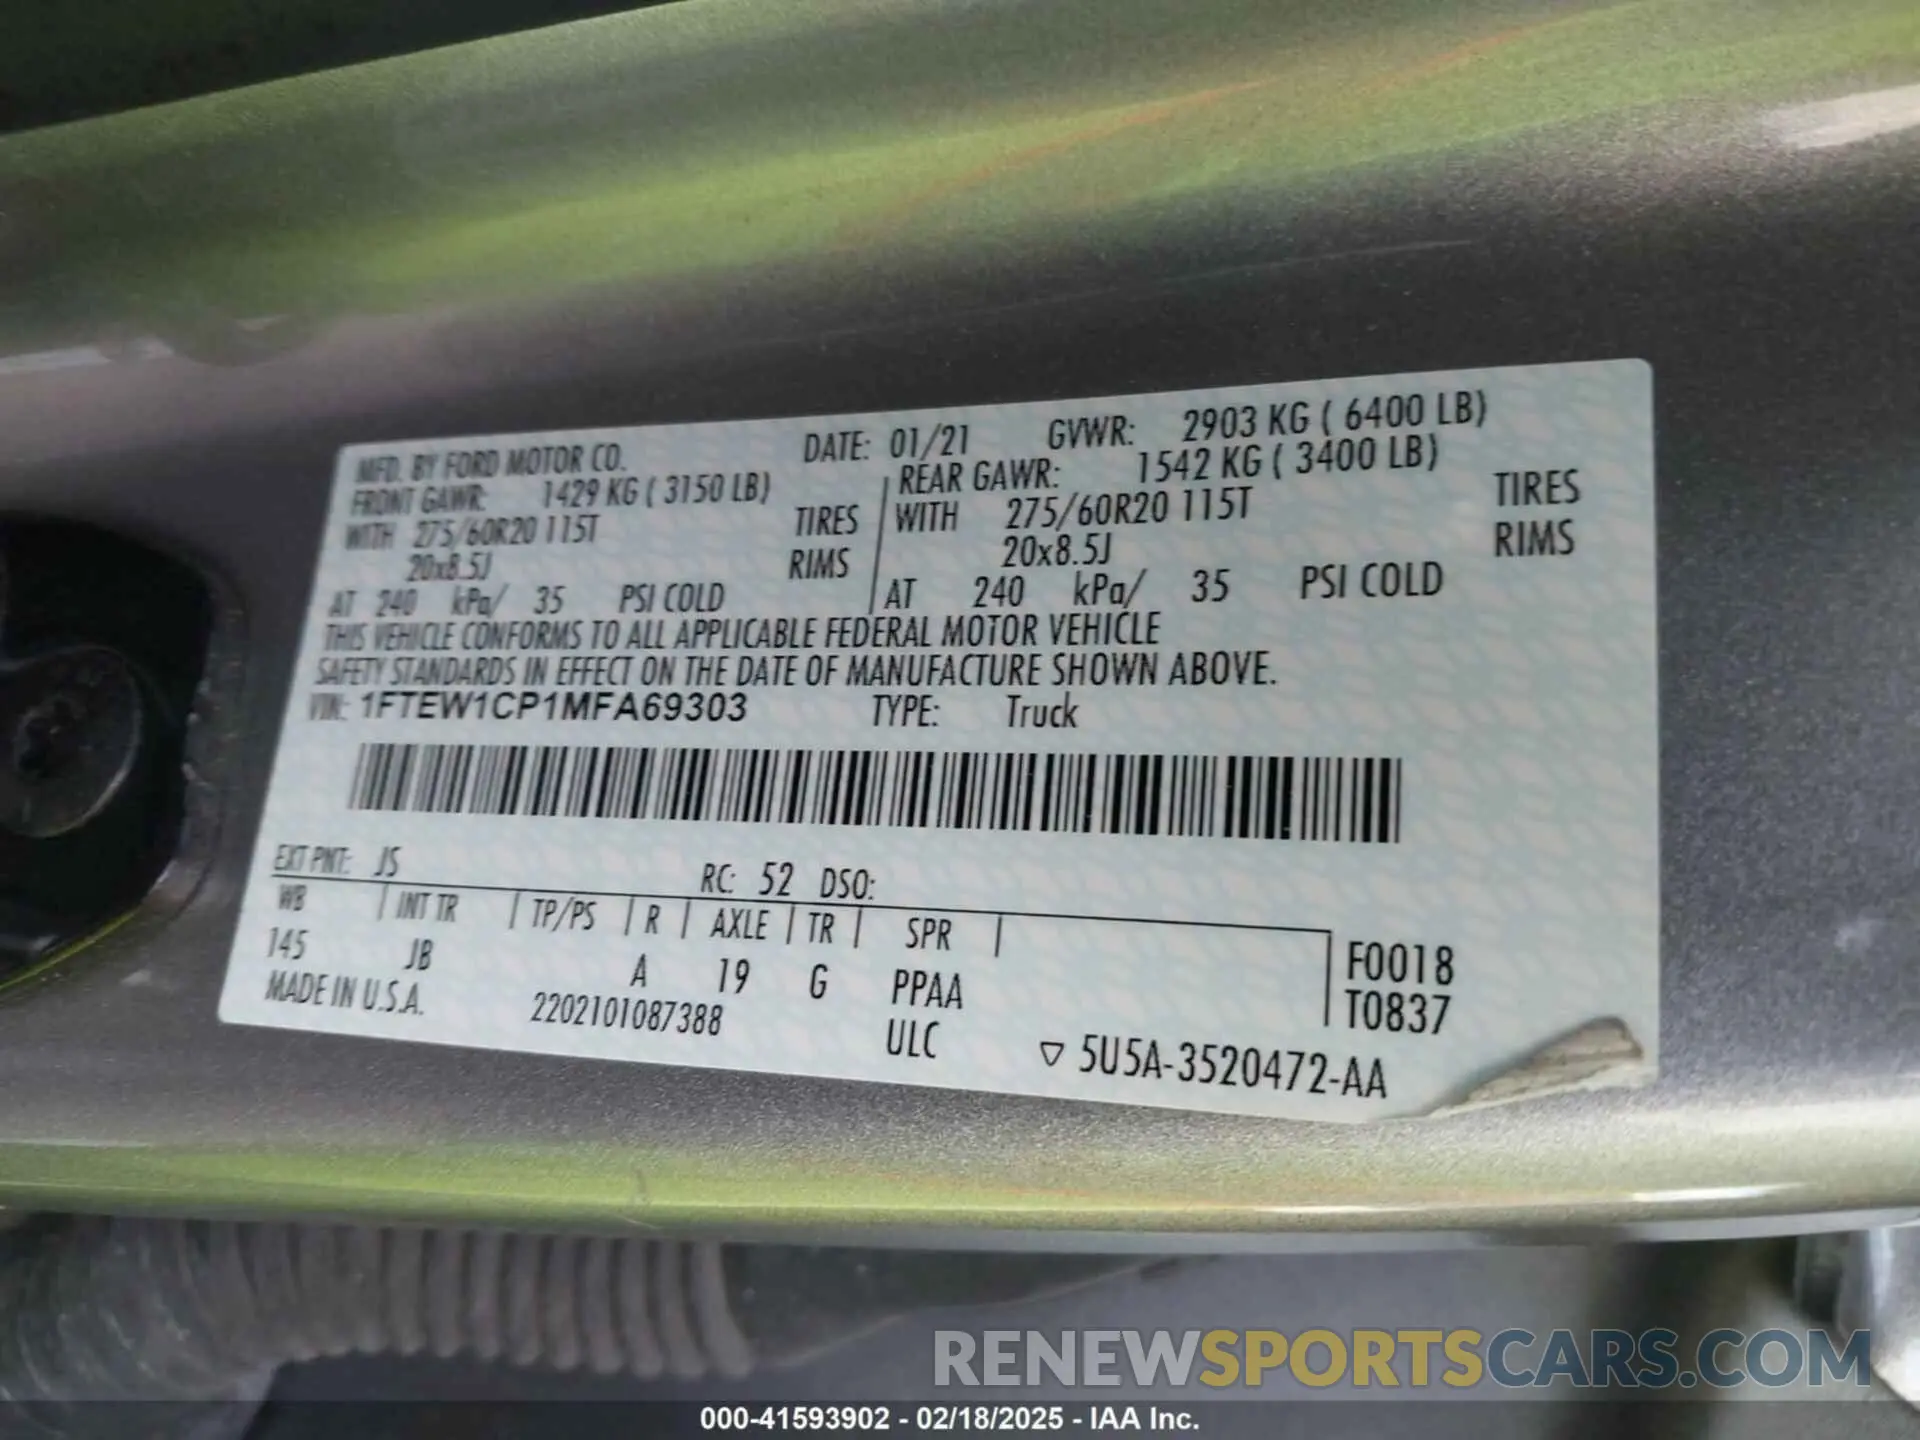 MFD. BY FORD MOTOR CO. DATE: 01/21 GVWR: 2903 KG ( 6400 LB)
FRONT GAWR: 1429 KG ( 3150 LB) REAR GAWR: 1542 KG ( 3400 LB)
WITH 275/60R20 115T TIRES WITH 275/60R20 115T TIRES
20x8.5J RIMS 20x8.5J RIMS
AT 240 kPa/ 35 PSI COLD AT 240 kPa/ 35 PSI COLD
THIS VEHICLE CONFORMS TO ALL APPLICABLE FEDERAL MOTOR VEHICLE
SAFETY STANDARDS IN EFFECT ON THE DATE OF MANUFACTURE SHOWN ABOVE.
VIN: 1FTEW1CP1MFA69303 TYPE: Truck
EXT PNT: JS RC: 52 DSO:
WB INT TR TP/PS R AXLE TR SPR
145 JB A 19 G PPAA F0018
MADE IN U.S.A. 2202101087388 ULC T0837
▽ 5U5A-3520472-AA
RENEWSPORTSCARS.COM
000-41593902 - 02/18/2025 - IAA Inc.